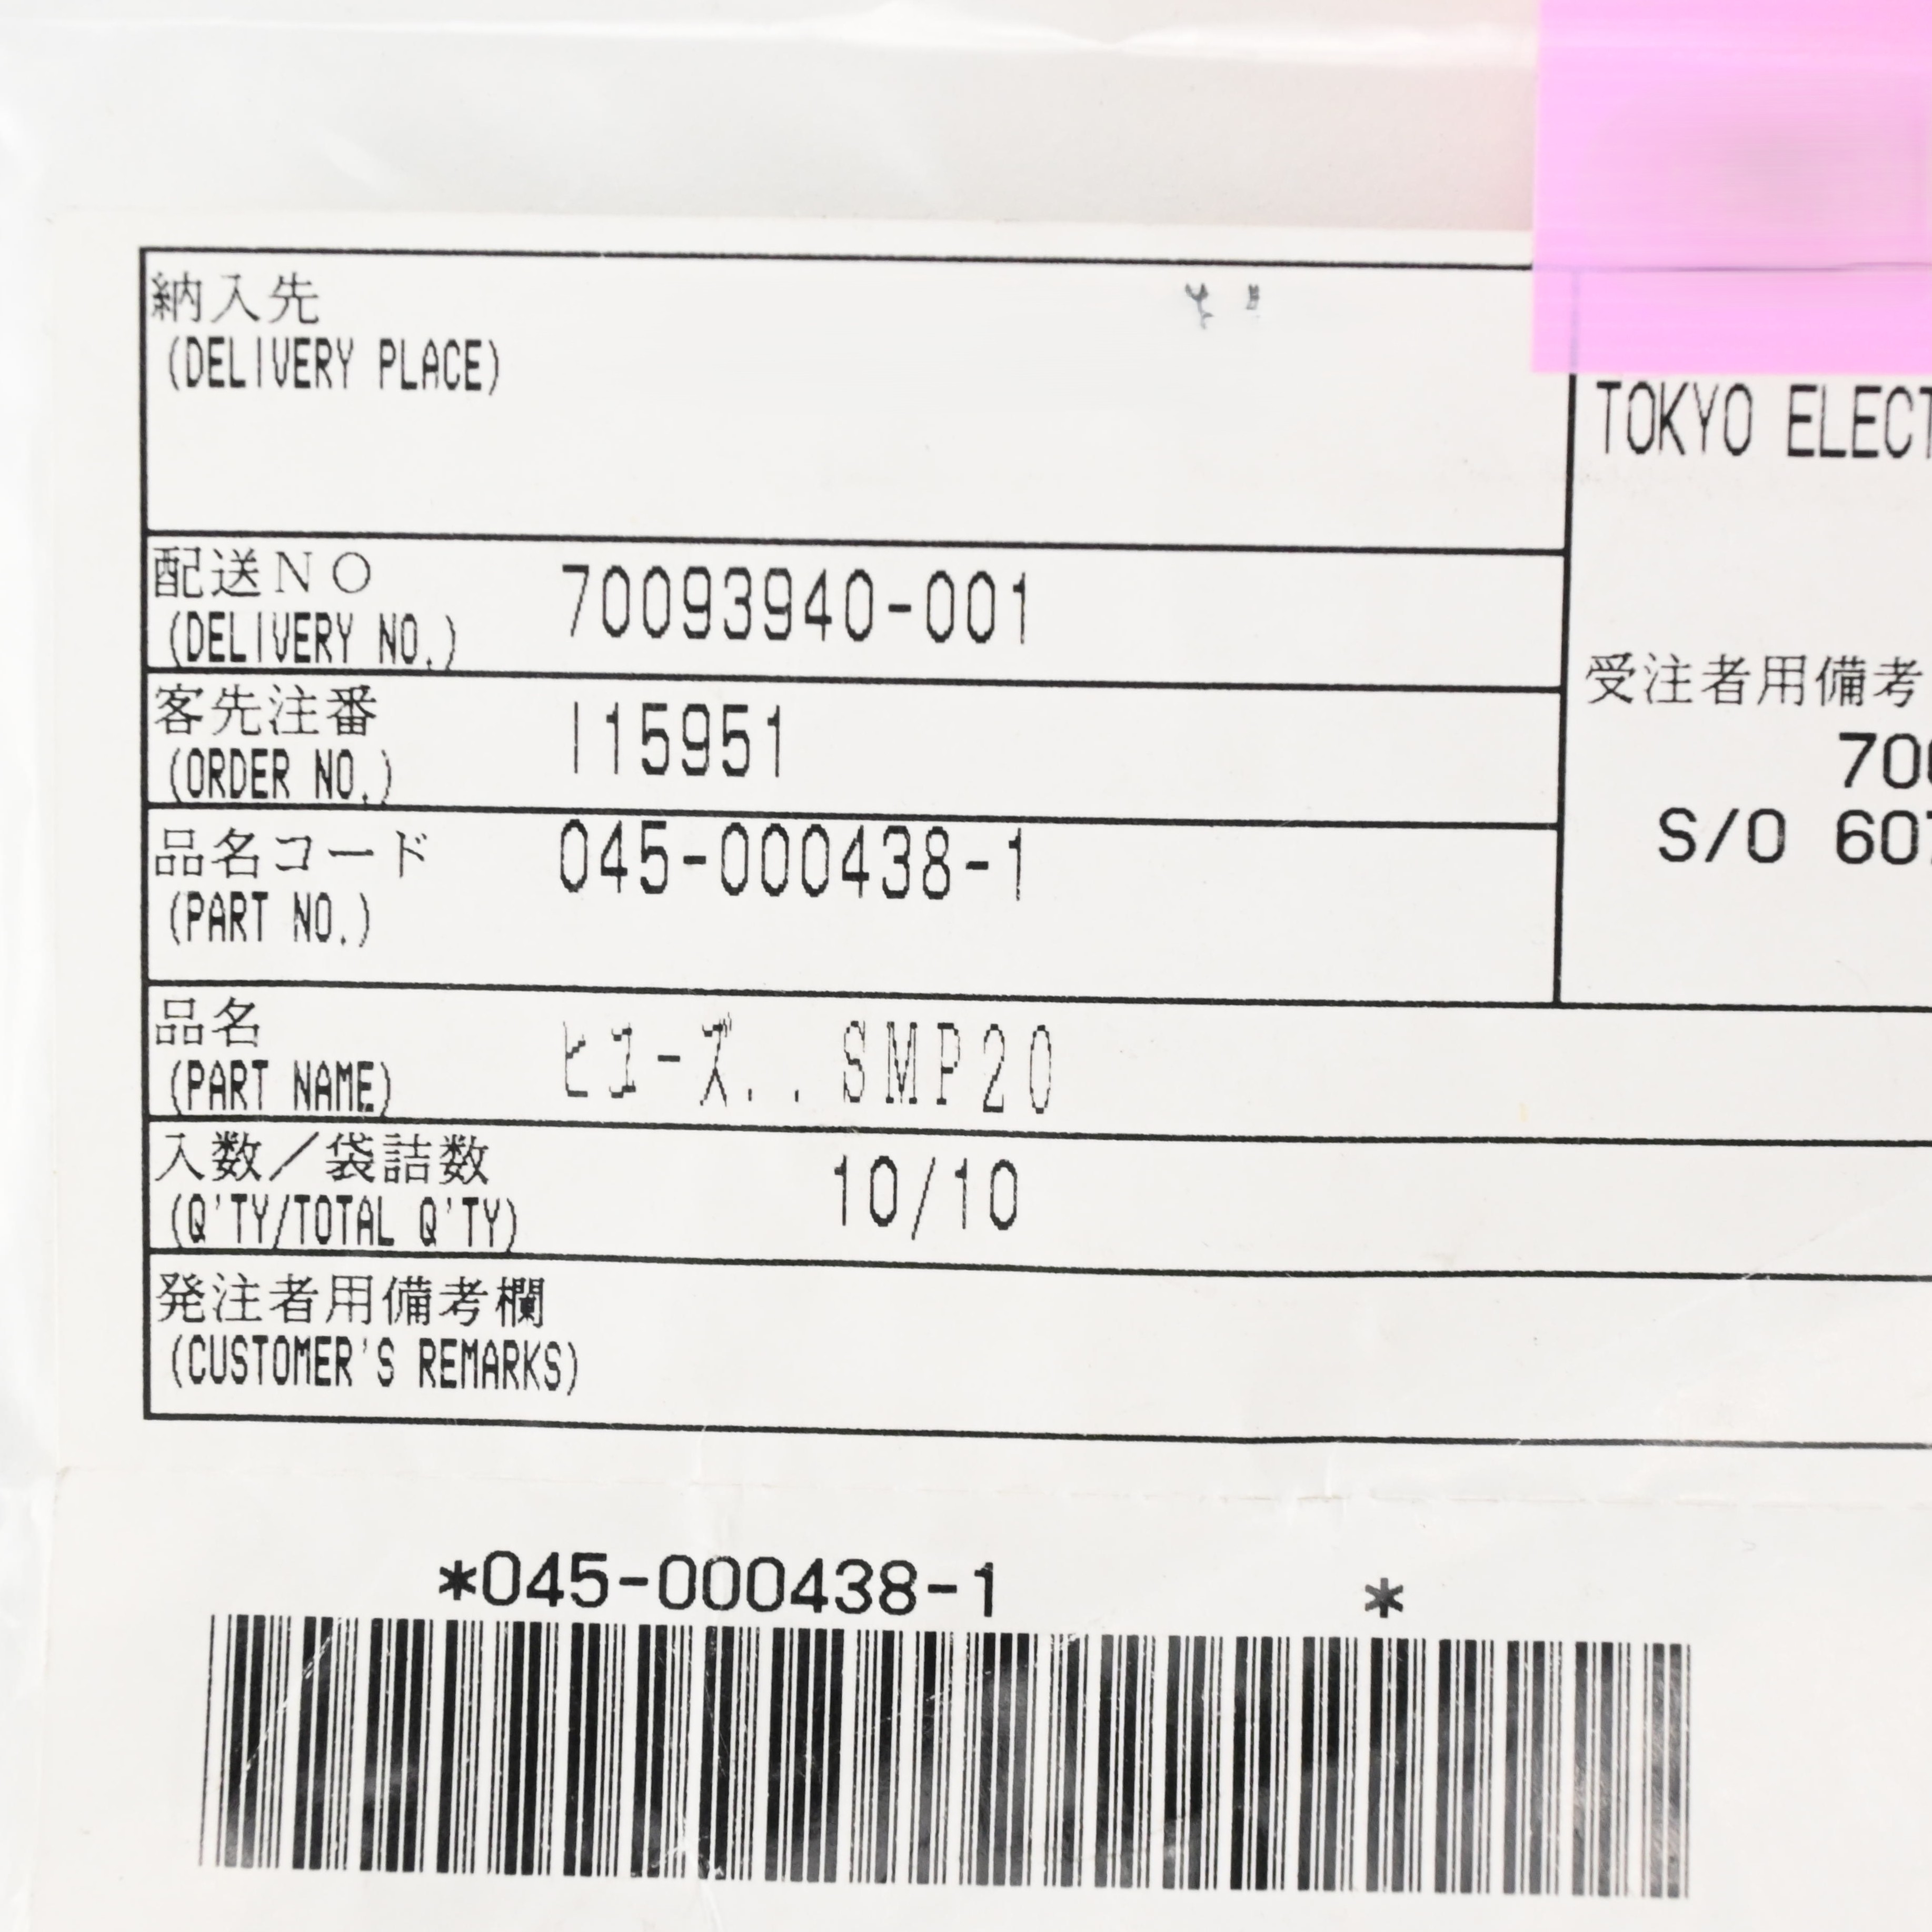 納入先
(DELIVERY PLACE)
TOKYO ELECT
配送NO
(DELIVERY NO.)
70093940-001
客先注番
(ORDER NO.)
I15951
品名コード
(PART NO.)
045-000438-1
受注者用備考
700
S/O 607
品名
(PART NAME)
ヒューズ..SMP20
入数/袋詰数
(Q'TY/TOTAL Q'TY)
10/10
発注者用備考欄
(CUSTOMER'S REMARKS)
*045-000438-1 *